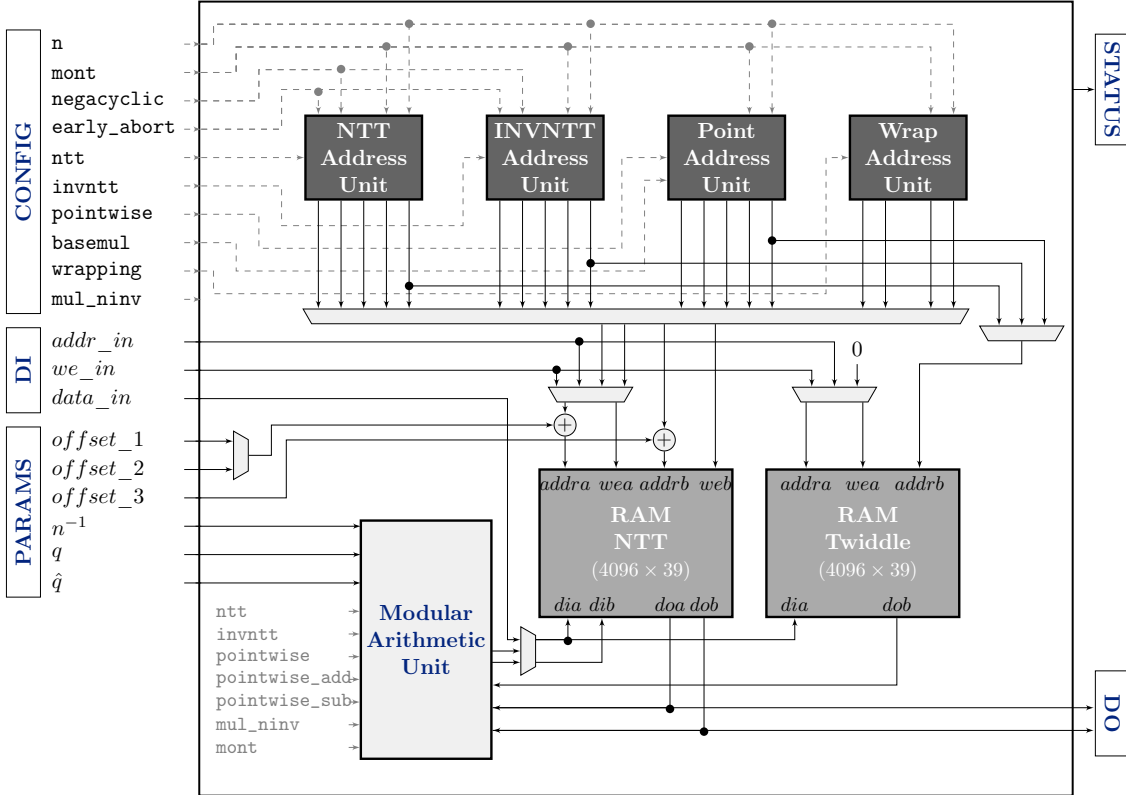 CONFIG
n
mont
negacyclic
early_abort
ntt
invntt
pointwise
basemul
wrapping
mul_ninv
DI
addr_in
we_in
data_in
PARAMS
offset_1
offset_2
offset_3
n⁻¹
q
q̂
NTT
Address
Unit
INVNTT
Address
Unit
Point
Address
Unit
Wrap
Address
Unit
0
+
+
addra wea addrb web
RAM
NTT
(4096 × 39)
dia dib doa dob
addra wea addrb
RAM
Twiddle
(4096 × 39)
dia dob
ntt
invntt
pointwise
pointwise_add
pointwise_sub
mul_ninv
mont
Modular
Arithmetic
Unit
STATUS
DO